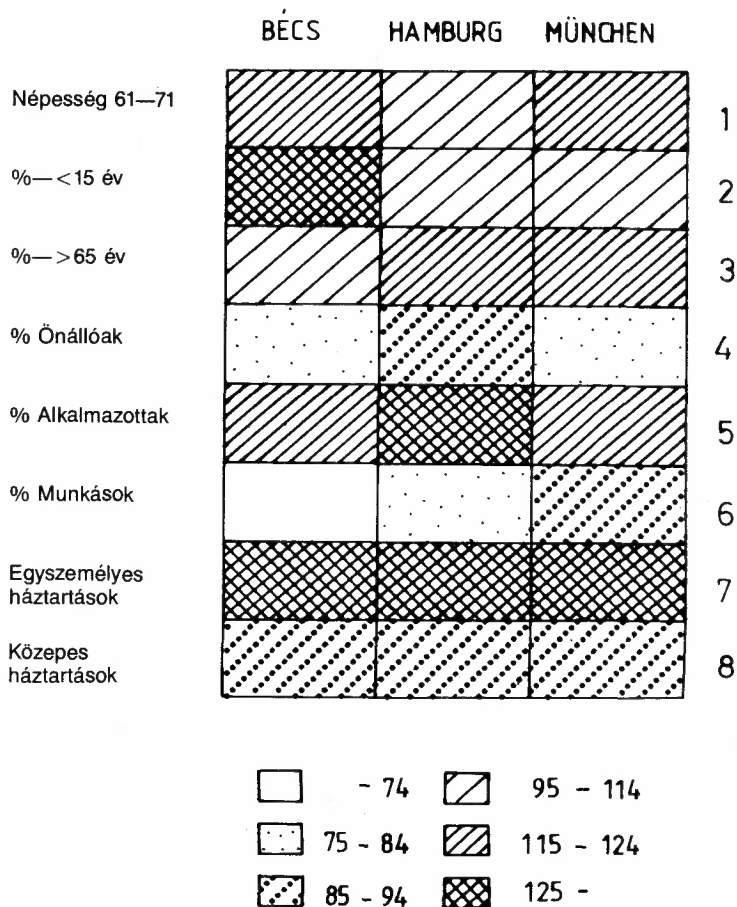 BÉCS HAMBURG MÜNCHEN
Népesség 61—71 1
%—<15 év 2
%—>65 év 3
% Önállóak 4
% Alkalmazottak 5
% Munkások 6
Egyszemélyes
háztartások 7
Közepes
háztartások 8
- 74 95 - 114
75 - 84 115 - 124
85 - 94 125 -